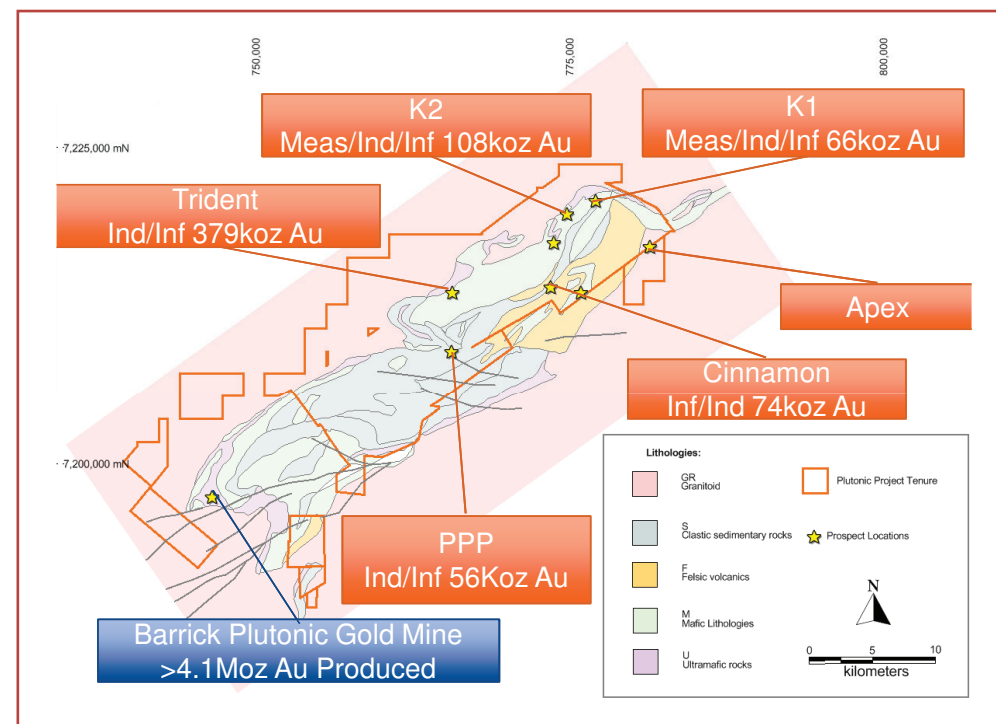 750,000
775,000
800,000
7,225,000 mN
K2
Meas/Ind/Inf 108koz Au
K1
Meas/Ind/Inf 66koz Au
Trident
Ind/Inf 379koz Au
Apex
Cinnamon
Inf/Ind 74koz Au
7,200,000 mN
PPP
Ind/Inf 56Koz Au
Barrick Plutonic Gold Mine
>4.1Moz Au Produced
Lithologies:
GR
Granitoid
S
Clastic sedimentary rocks
F
Felsic volcanics
M
Mafic Lithologies
U
Ultramafic rocks
Plutonic Project Tenure
Prospect Locations
N
0 5 10
kilometers